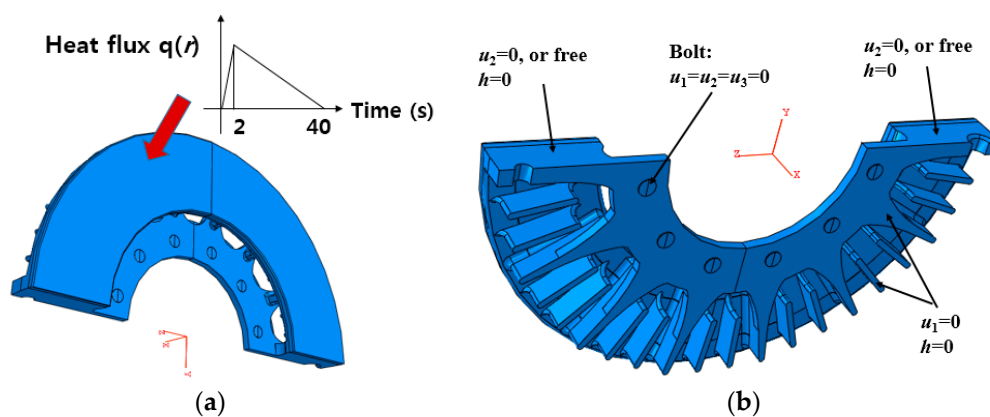 Heat flux q(r)
Time (s)
2
40
(a)
u2=0, or free
h=0
Bolt:
u1=u2=u3=0
u2=0, or free
h=0
Y
Z
X
u1=0
h=0
(b)